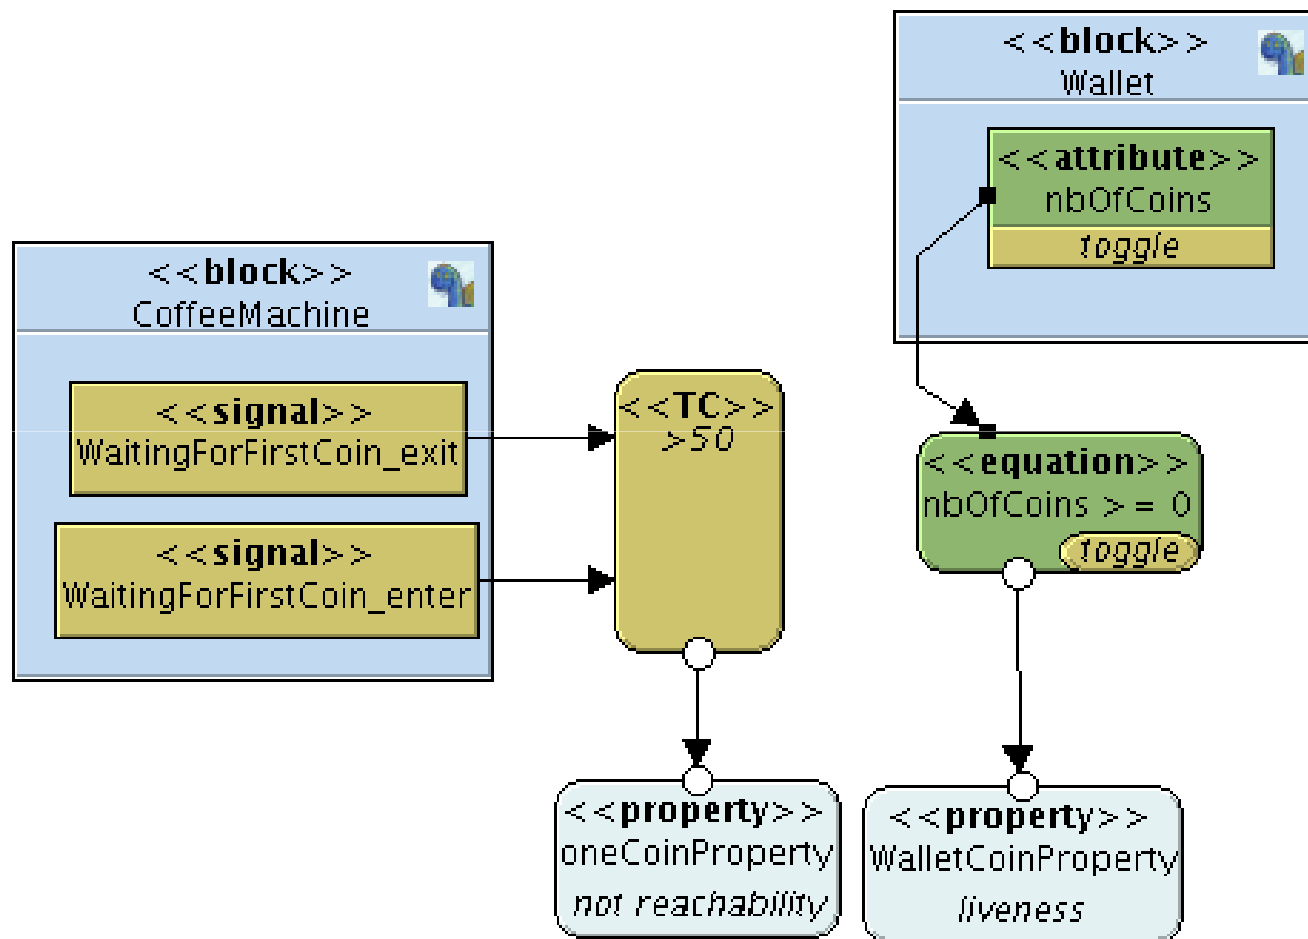 <<block>>
Wallet
<<attribute>>
nbOfCoins
toggle
<<block>>
CoffeeMachine
<<signal>>
WaitingForFirstCoin_exit
<<signal>>
WaitingForFirstCoin_enter
<<TC>>
>50
<<equation>>
nbOfCoins > = 0
toggle
<<property>>
oneCoinProperty
not reachability
<<property>>
WalletCoinProperty
liveness